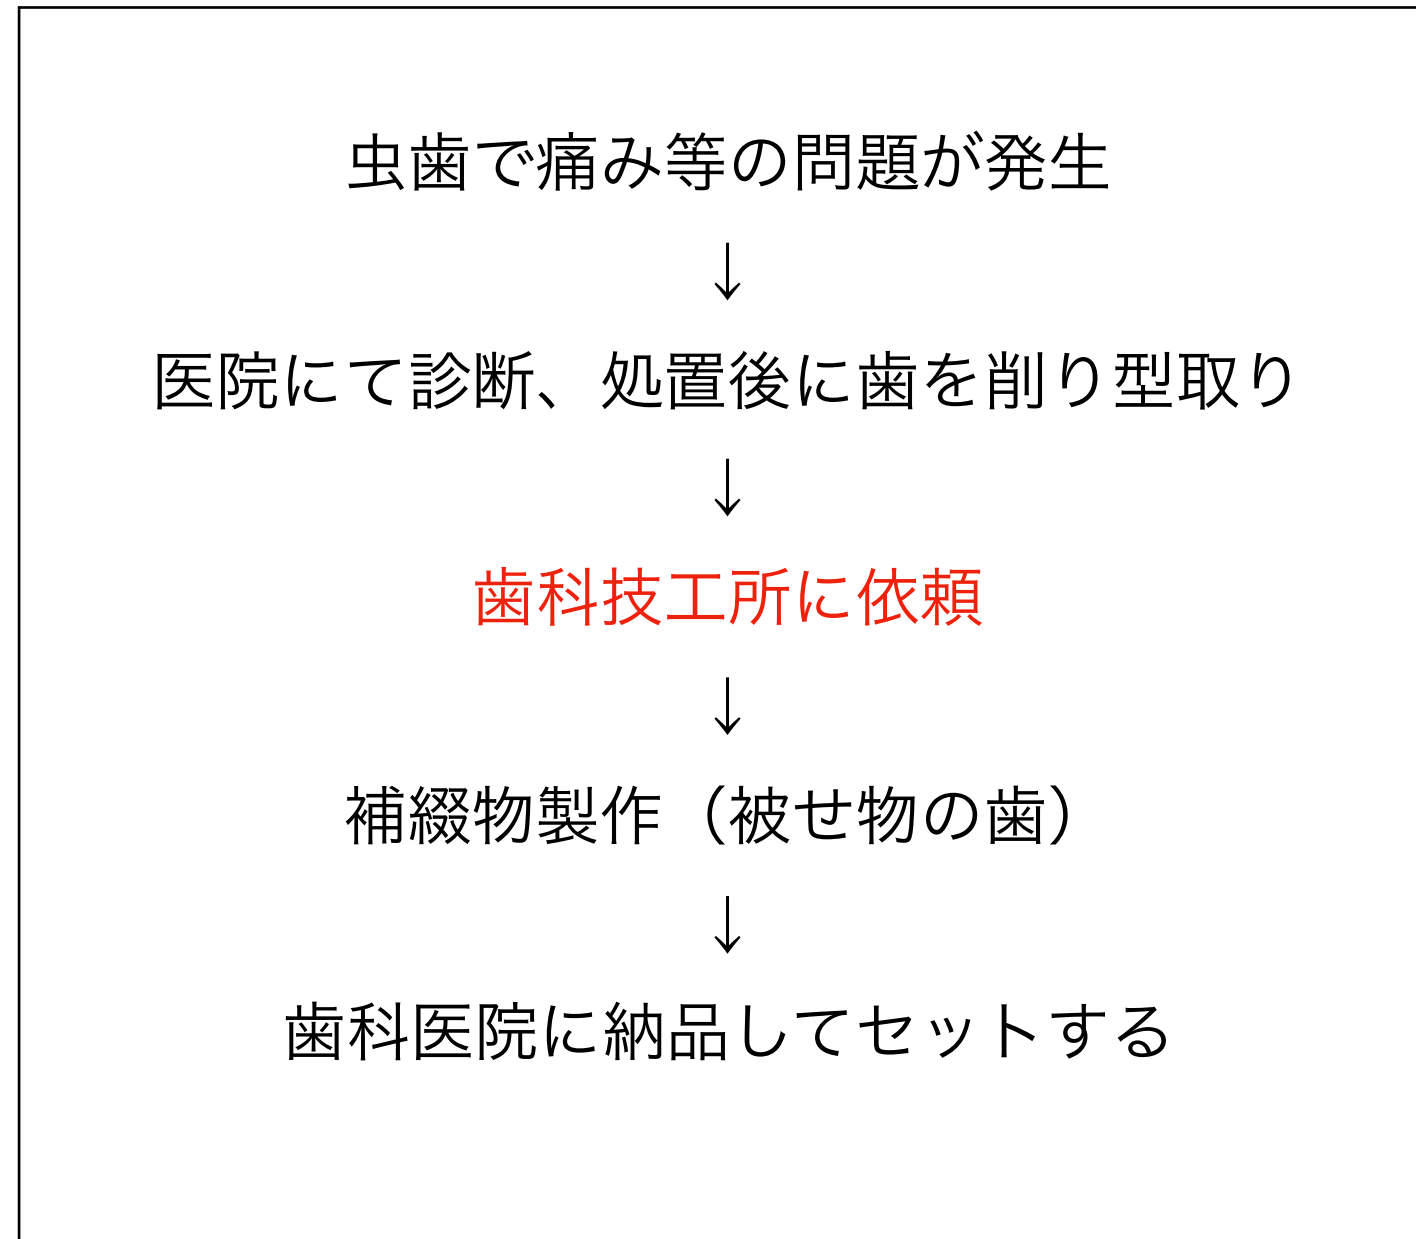 虫歯で痛み等の問題が発生
↓
医院にて診断、処置後に歯を削り型取り
↓
歯科技工所に依頼
↓
補綴物製作（被せ物の歯）
↓
歯科医院に納品してセットする